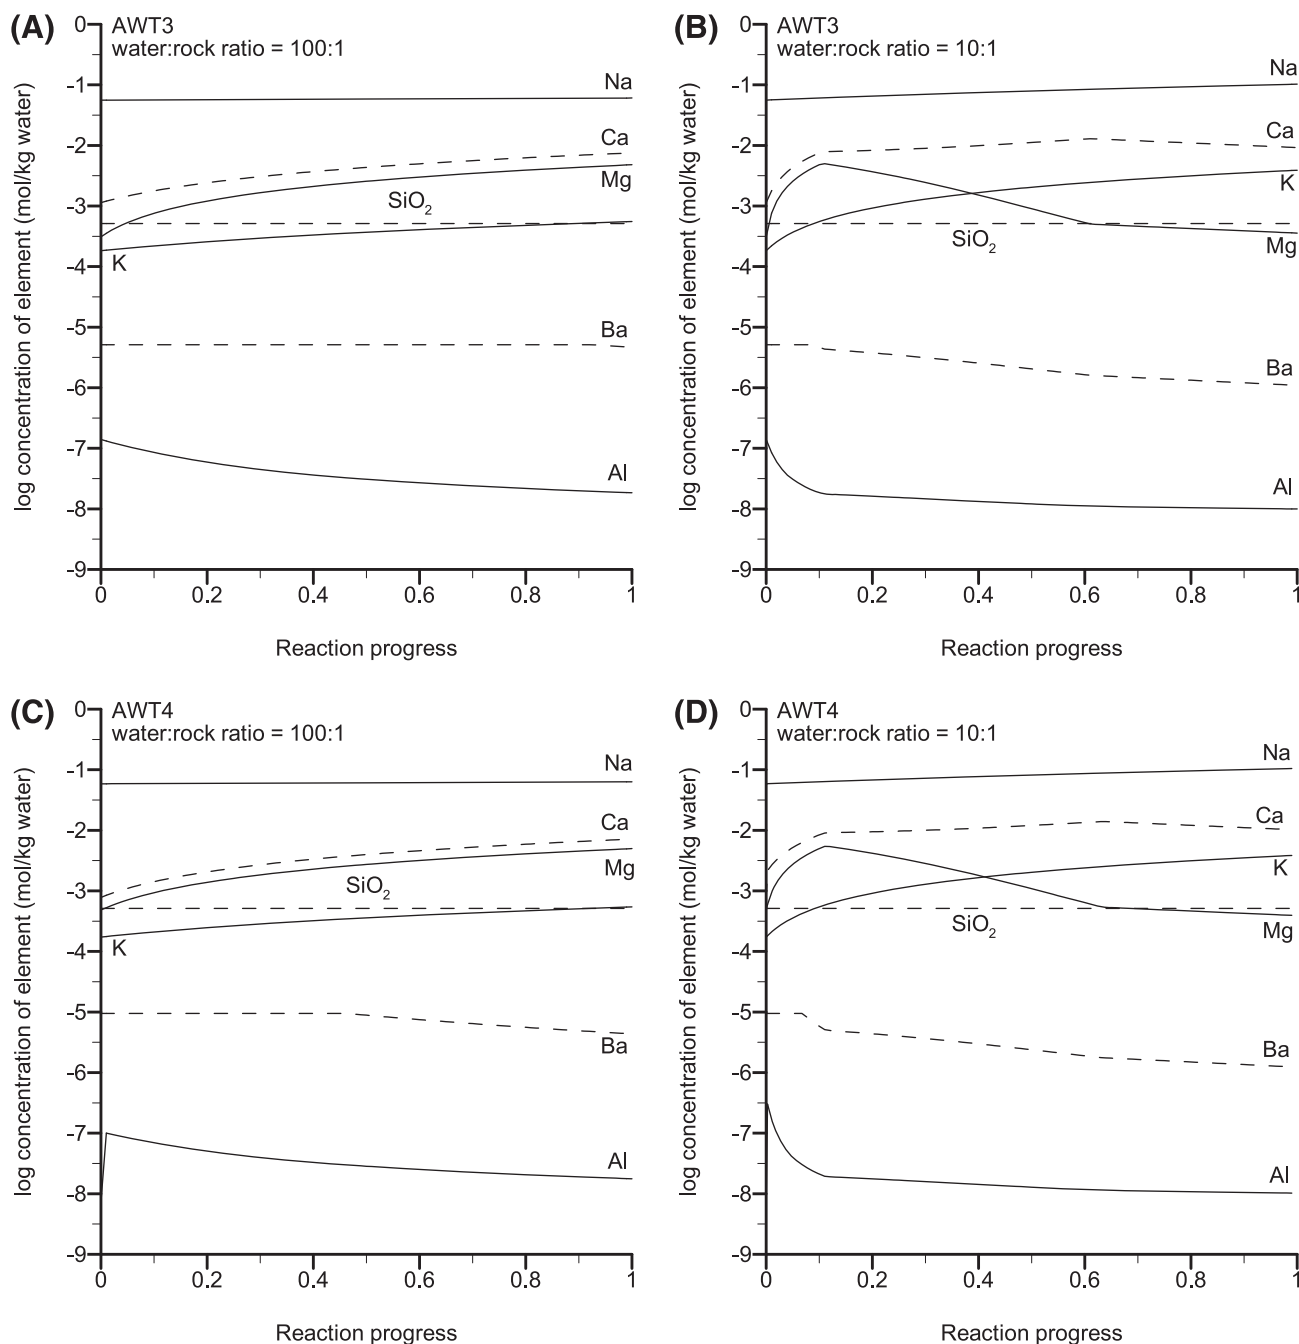 (A)
AWT3
water:rock ratio = 100:1
log concentration of element (mol/kg water)
0
-1
-2
-3
-4
-5
-6
-7
-8
-9
Na
Ca
Mg
SiO₂
K
Ba
Al
0
0.2
0.4
0.6
0.8
1
Reaction progress
(B)
AWT3
water:rock ratio = 10:1
log concentration of element (mol/kg water)
0
-1
-2
-3
-4
-5
-6
-7
-8
-9
Na
Ca
K
SiO₂
Mg
Ba
Al
0
0.2
0.4
0.6
0.8
1
Reaction progress
(C)
AWT4
water:rock ratio = 100:1
log concentration of element (mol/kg water)
0
-1
-2
-3
-4
-5
-6
-7
-8
-9
Na
Ca
Mg
SiO₂
K
Ba
Al
0
0.2
0.4
0.6
0.8
1
Reaction progress
(D)
AWT4
water:rock ratio = 10:1
log concentration of element (mol/kg water)
0
-1
-2
-3
-4
-5
-6
-7
-8
-9
Na
Ca
K
SiO₂
Mg
Ba
Al
0
0.2
0.4
0.6
0.8
1
Reaction progress